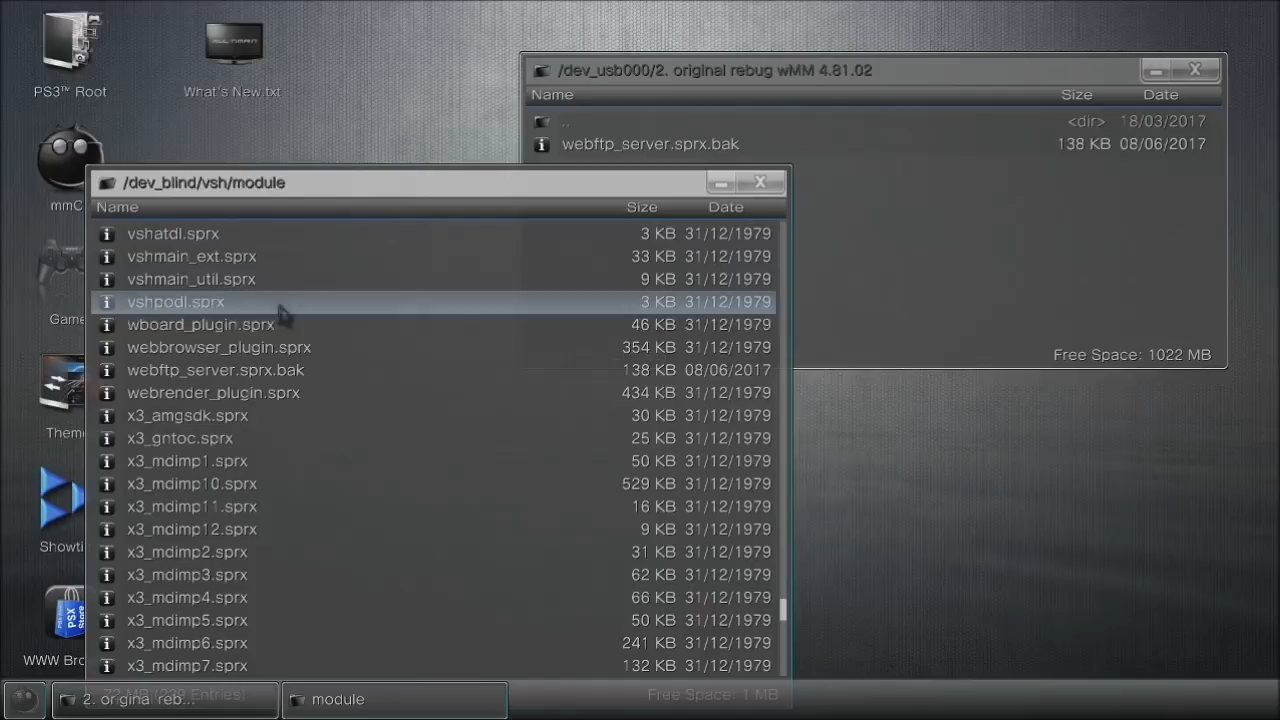 PS3™ Root
What's New.txt
mmC
Game
Them
Showti
PSX
Store
WWW Bro
/dev_usb000/2. original rebug wMM 4.81.02
Name Size Date
.. <dir> 18/03/2017
webftp_server.sprx.bak 138 KB 08/06/2017
Free Space: 1022 MB
/dev_blind/vsh/module
Name Size Date
vshatdl.sprx 3 KB 31/12/1979
vshmain_ext.sprx 33 KB 31/12/1979
vshmain_util.sprx 9 KB 31/12/1979
vshpodl.sprx 3 KB 31/12/1979
wboard_plugin.sprx 46 KB 31/12/1979
webbrowser_plugin.sprx 354 KB 31/12/1979
webftp_server.sprx.bak 138 KB 08/06/2017
webrender_plugin.sprx 434 KB 31/12/1979
x3_amgsdk.sprx 30 KB 31/12/1979
x3_gntoc.sprx 25 KB 31/12/1979
x3_mdimp1.sprx 50 KB 31/12/1979
x3_mdimp10.sprx 529 KB 31/12/1979
x3_mdimp11.sprx 16 KB 31/12/1979
x3_mdimp12.sprx 9 KB 31/12/1979
x3_mdimp2.sprx 31 KB 31/12/1979
x3_mdimp3.sprx 62 KB 31/12/1979
x3_mdimp4.sprx 66 KB 31/12/1979
x3_mdimp5.sprx 50 KB 31/12/1979
x3_mdimp6.sprx 241 KB 31/12/1979
x3_mdimp7.sprx 132 KB 31/12/1979
Free Space: 1 MB
2. origina reb...
module